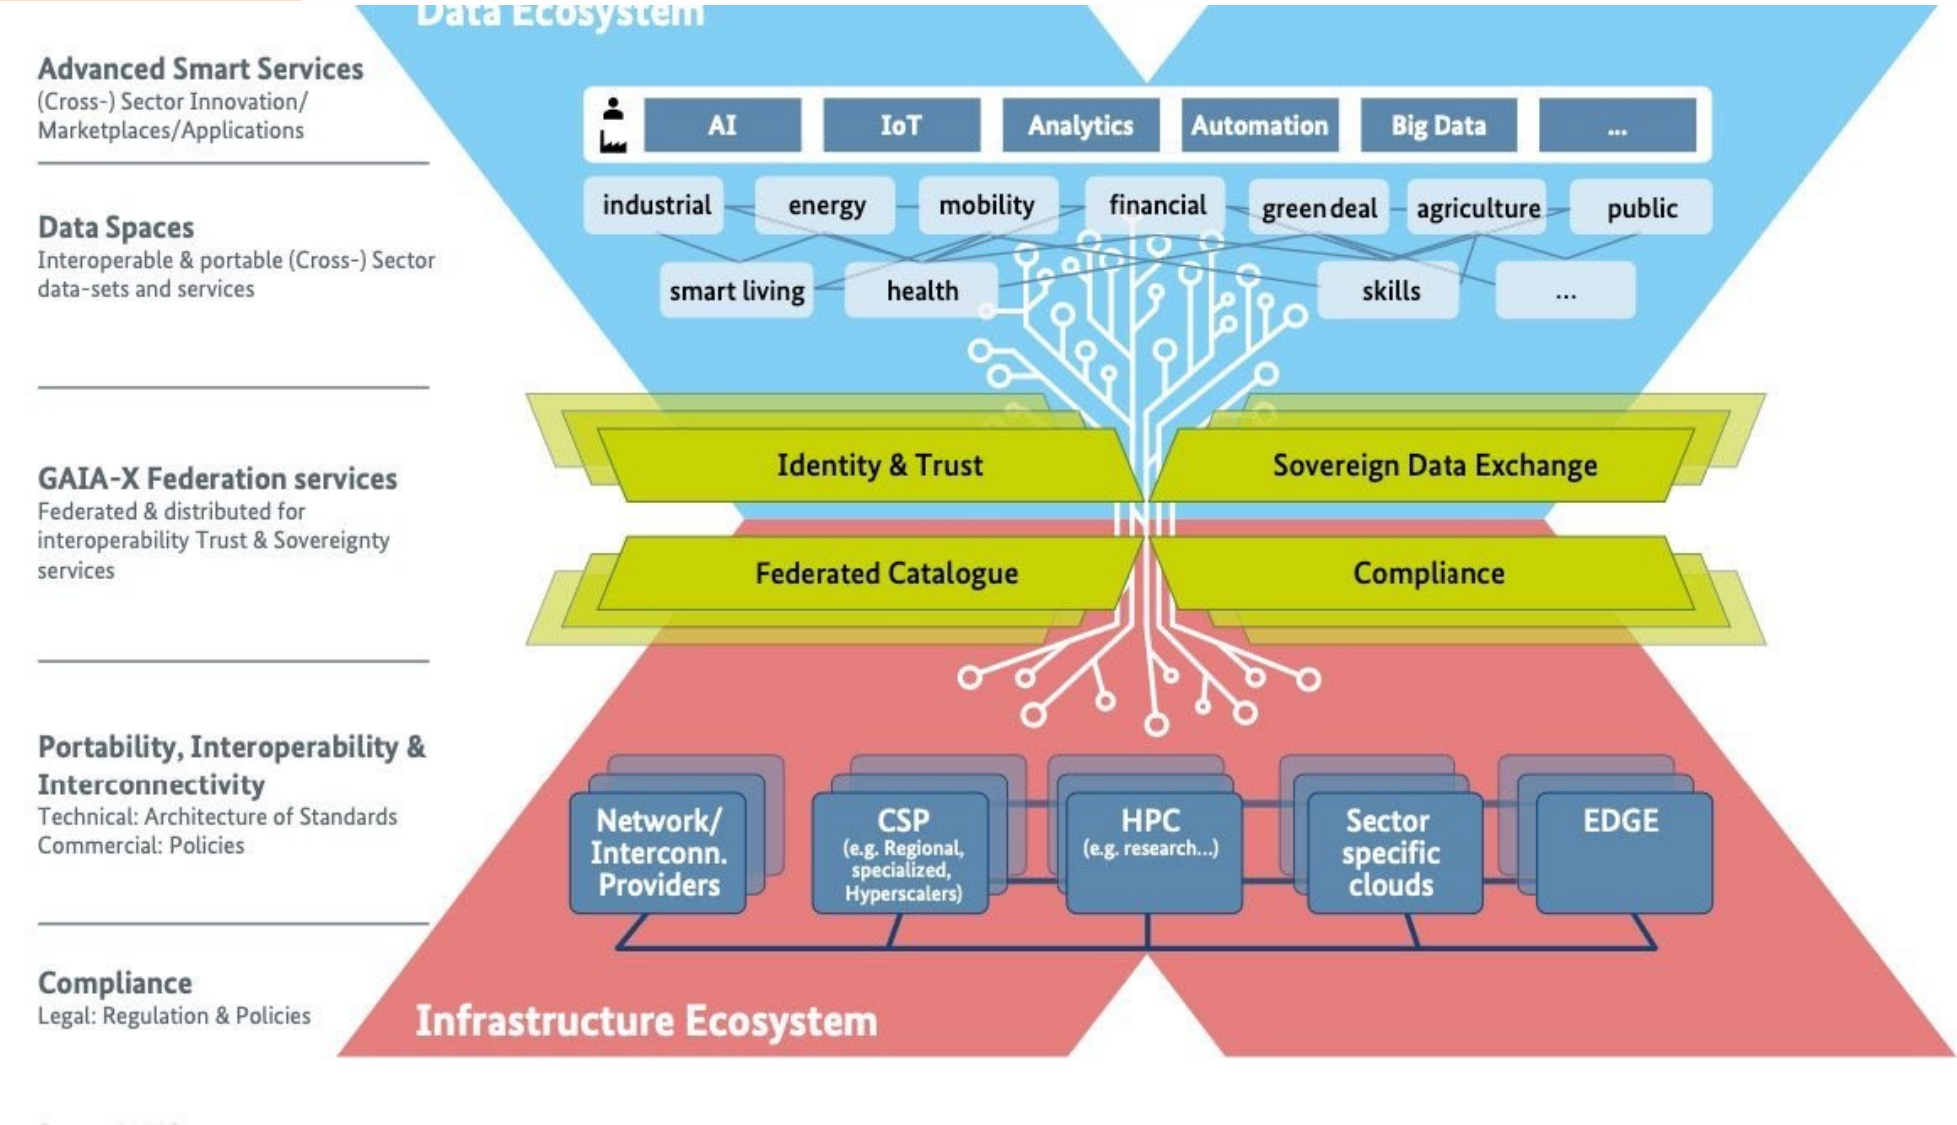 Data Ecosystem
Advanced Smart Services
(Cross-) Sector Innovation/
Marketplaces/Applications
AI
IoT
Analytics
Automation
Big Data
...
Data Spaces
Interoperable & portable (Cross-) Sector
data-sets and services
industrial
energy
mobility
financial
green deal
agriculture
public
smart living
health
skills
...
GAIA-X Federation services
Federated & distributed for
interoperability Trust & Sovereignty
services
Identity & Trust
Sovereign Data Exchange
Federated Catalogue
Compliance
Portability, Interoperability &
Interconnectivity
Technical: Architecture of Standards
Commercial: Policies
Network/
Interconn.
Providers
CSP
(e.g. Regional,
specialized,
Hyperscalers)
HPC
(e.g. research...)
Sector
specific
clouds
EDGE
Compliance
Legal: Regulation & Policies
Infrastructure Ecosystem